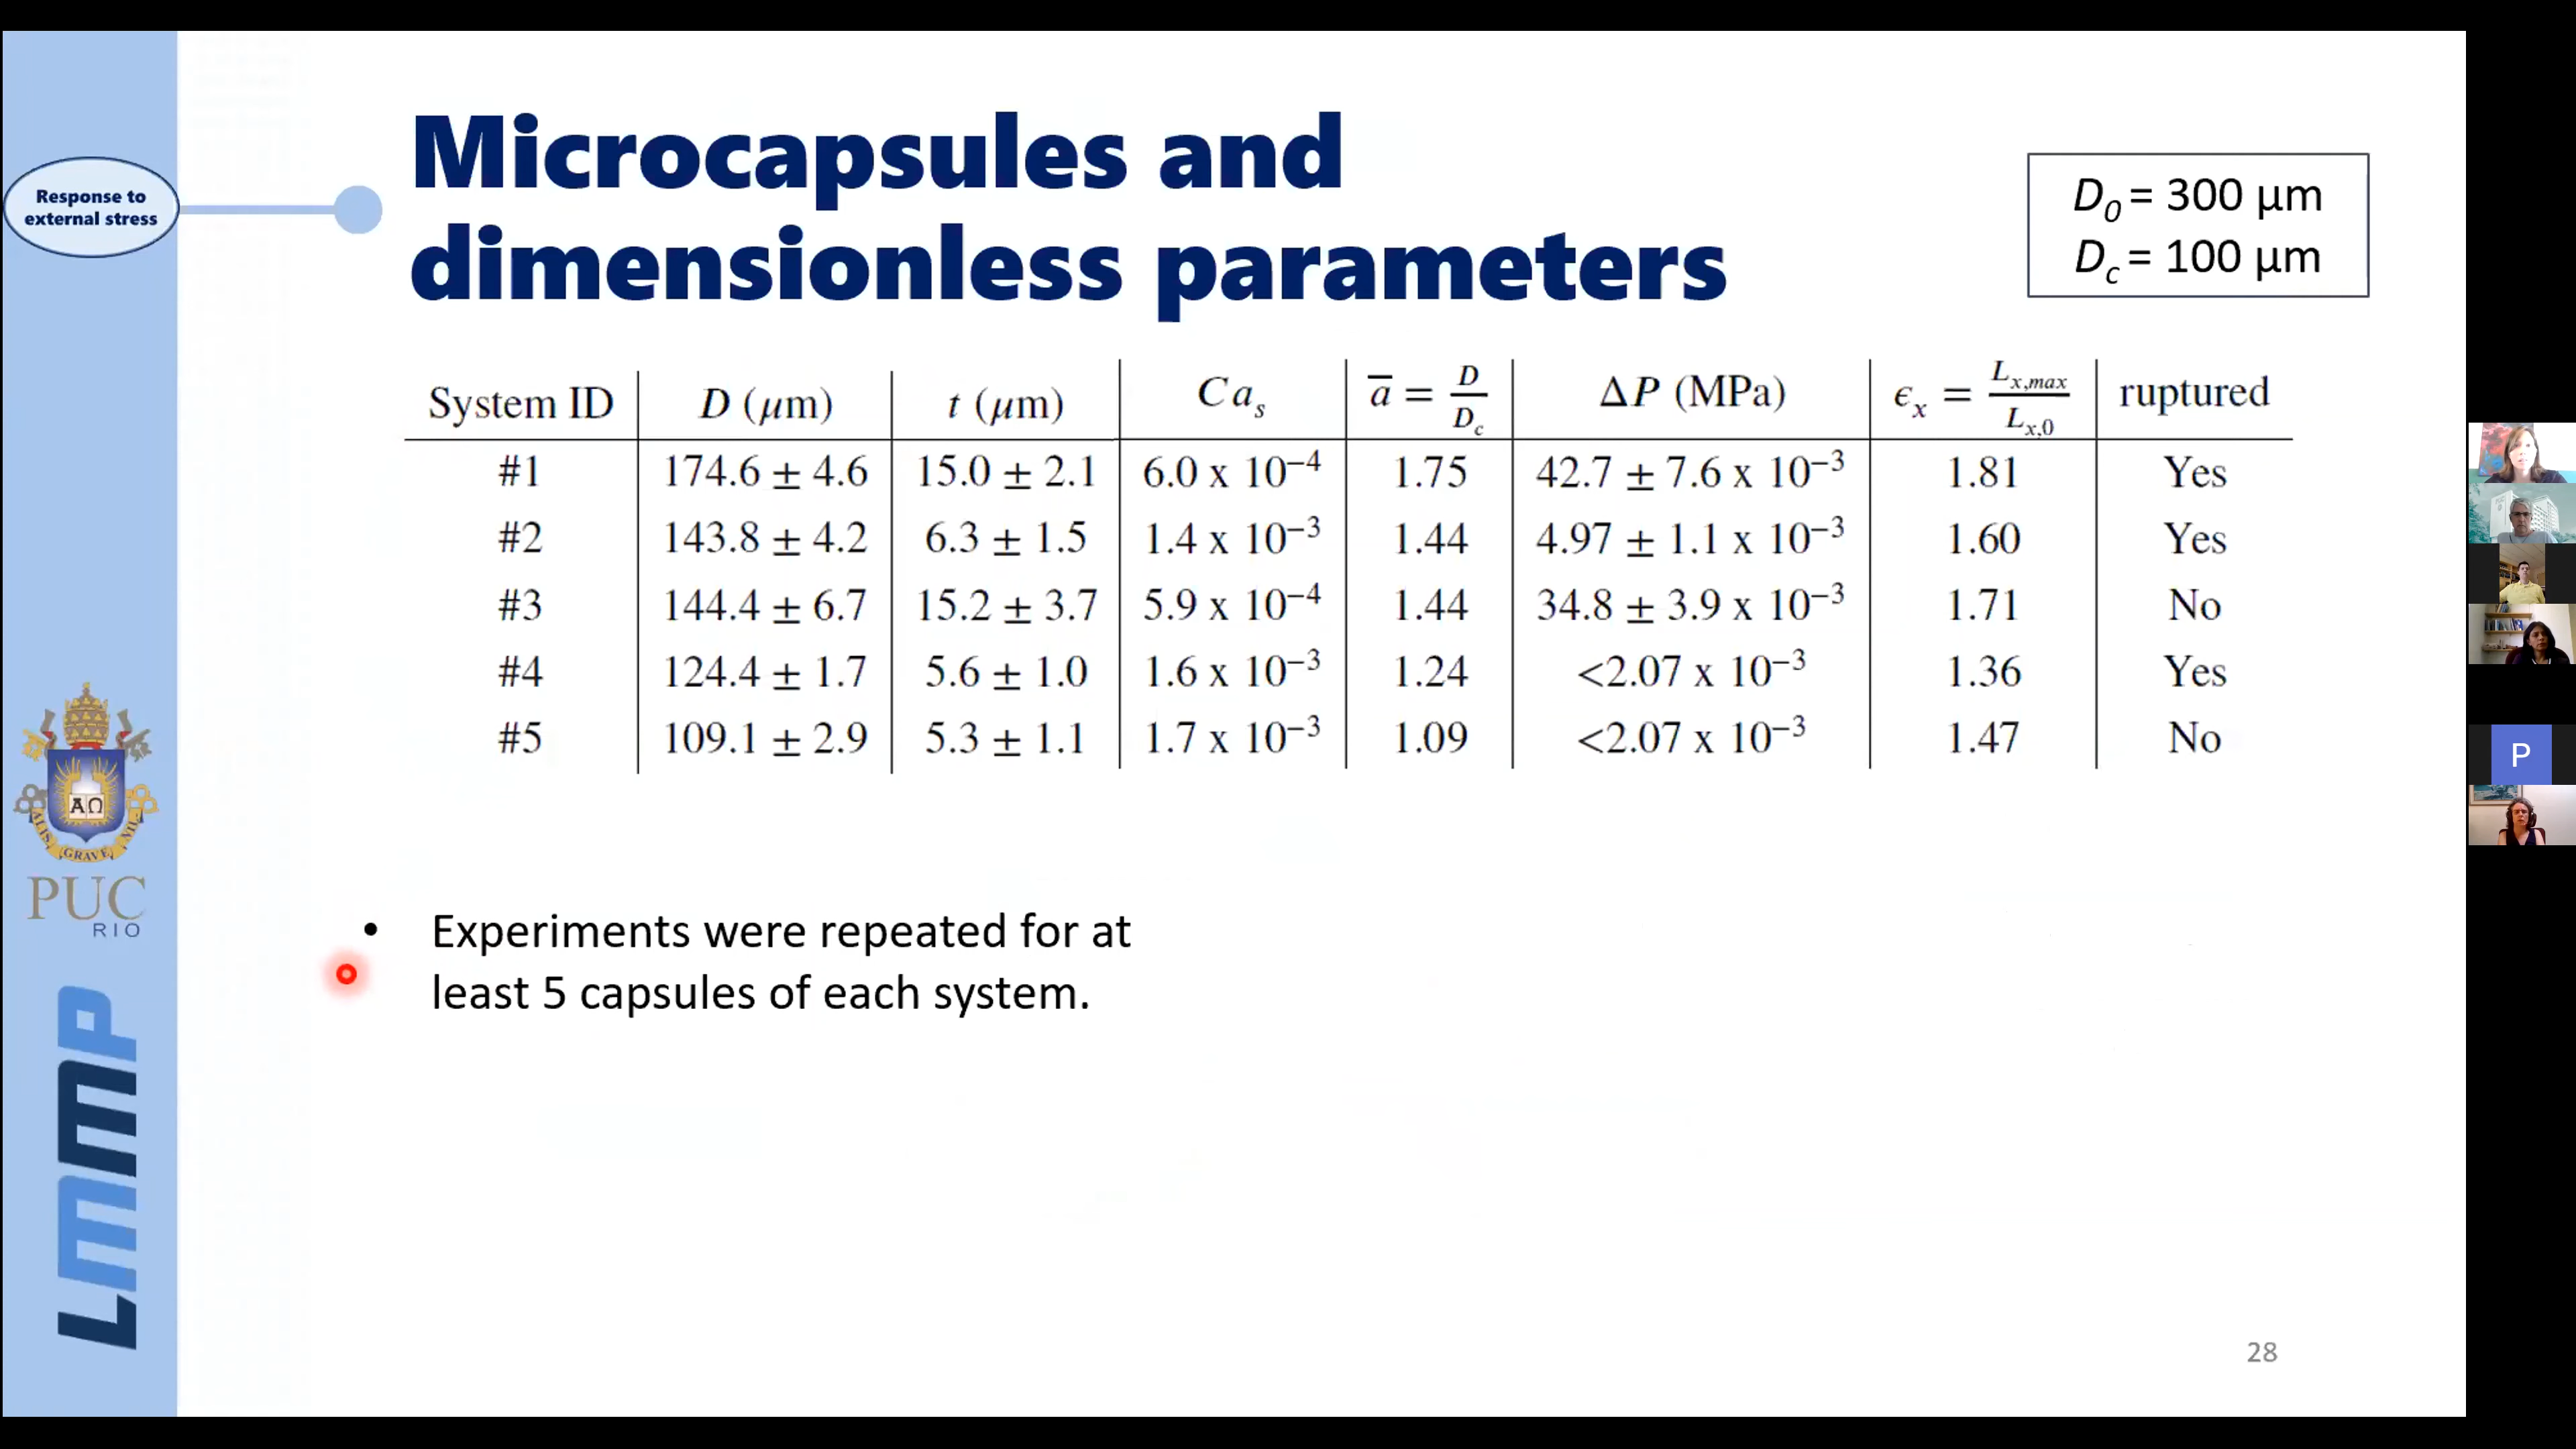 Response to
external stress
Microcapsules and
dimensionless parameters
D₀ = 300 μm
D_c = 100 μm
System ID D (μm) t (μm) Ca_s a̅ = D/D_c ΔP (MPa) ϵ_x = L_x,max/L_x,0 ruptured
#1 174.6 ± 4.6 15.0 ± 2.1 6.0 x 10⁻⁴ 1.75 42.7 ± 7.6 x 10⁻³ 1.81 Yes
#2 143.8 ± 4.2 6.3 ± 1.5 1.4 x 10⁻³ 1.44 4.97 ± 1.1 x 10⁻³ 1.60 Yes
#3 144.4 ± 6.7 15.2 ± 3.7 5.9 x 10⁻⁴ 1.44 34.8 ± 3.9 x 10⁻³ 1.71 No
#4 124.4 ± 1.7 5.6 ± 1.0 1.6 x 10⁻³ 1.24 <2.07 x 10⁻³ 1.36 Yes
#5 109.1 ± 2.9 5.3 ± 1.1 1.7 x 10⁻³ 1.09 <2.07 x 10⁻³ 1.47 No
• Experiments were repeated for at
least 5 capsules of each system.
ΑΩ
ALIS GRAVE NIL
PUC
RIO
LMMP
P
28